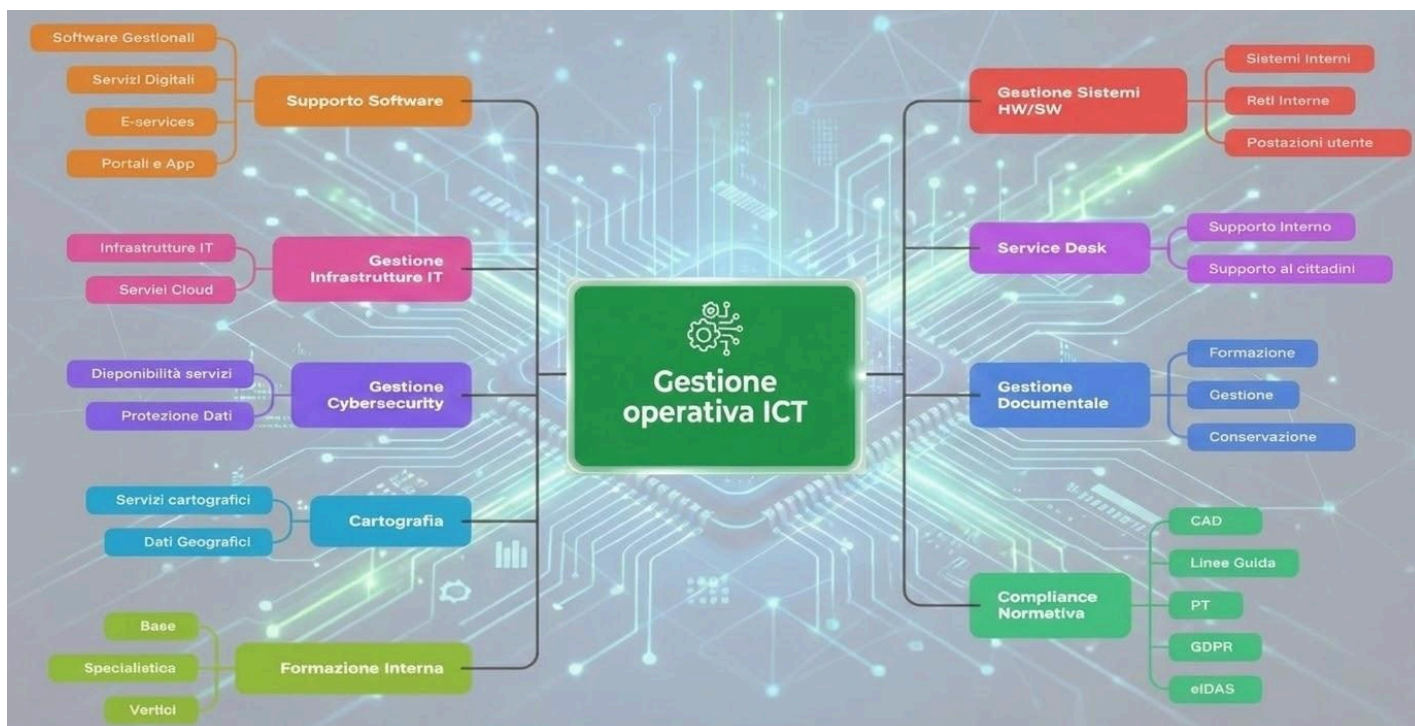 Software Gestionali
Servizi Digitali
E-services
Portali e App
Supporto Software
Infrastrutture IT
Serviei Cloud
Gestione
Infrastrutture IT
Dieponibilità servizi
Protezione Dati
Gestione
Cybersecurity
Servizi cartografici
Dati Geografici
Cartografia
Base
Specialietica
Vertici
Formazione Interna
Gestione
operativa ICT
Gestione Sistemi
HW/SW
Sistemi Interni
Reti Interne
Postazioni utente
Service Desk
Supporto Interno
Supporto al cittadini
Gestione
Documentale
Formazione
Gestione
Conservazione
Compliance
Normetiva
CAD
Linee Guida
PT
GDPR
eIDAS